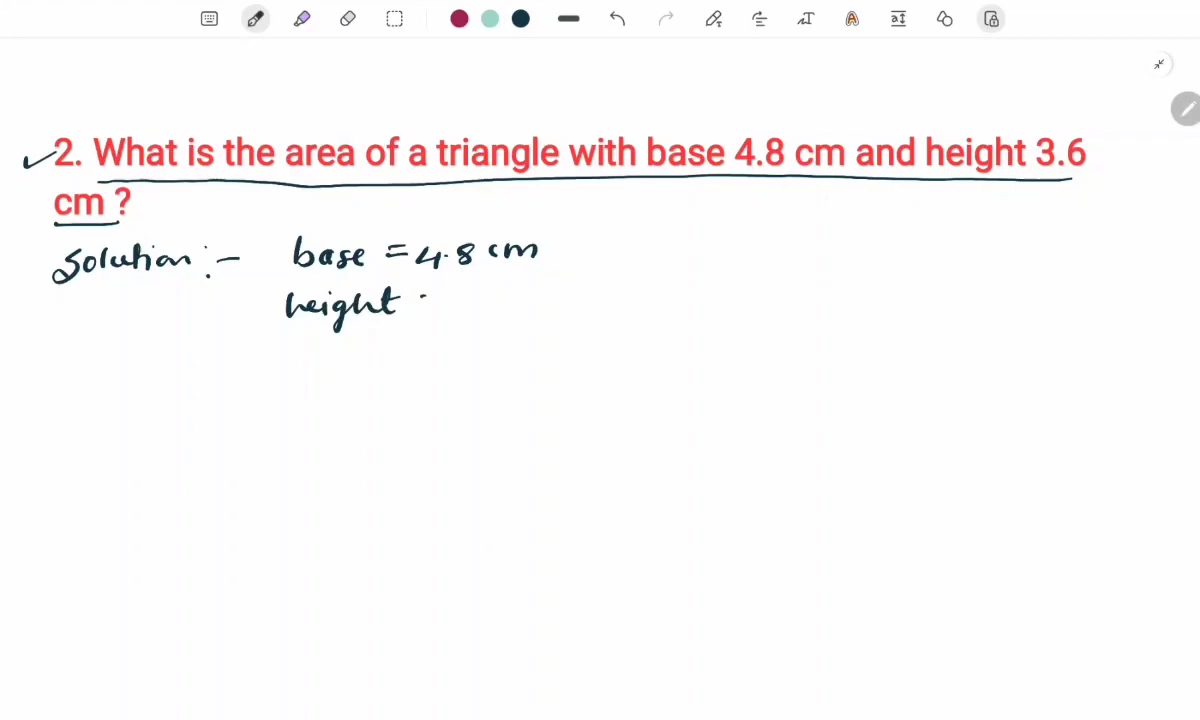 2. What is the area of a triangle with base 4.8 cm and height 3.6
cm ?
Solution :- base = 4.8 cm
height